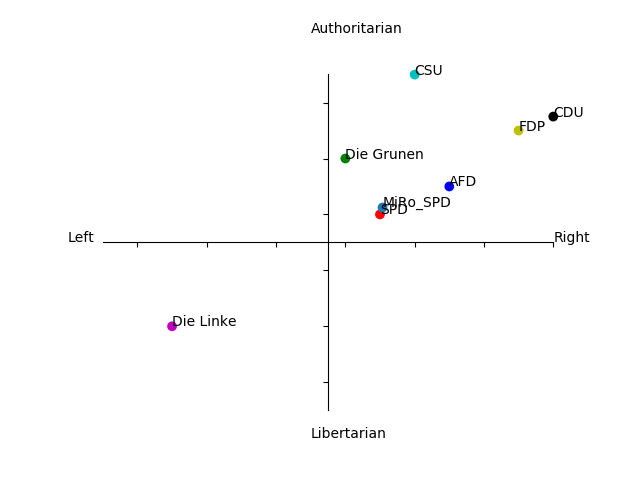 Authoritarian
CSU
CDU
FDP
Die Grunen
AFD
MiRo_SPD
SPD
Left
Right
Die Linke
Libertarian